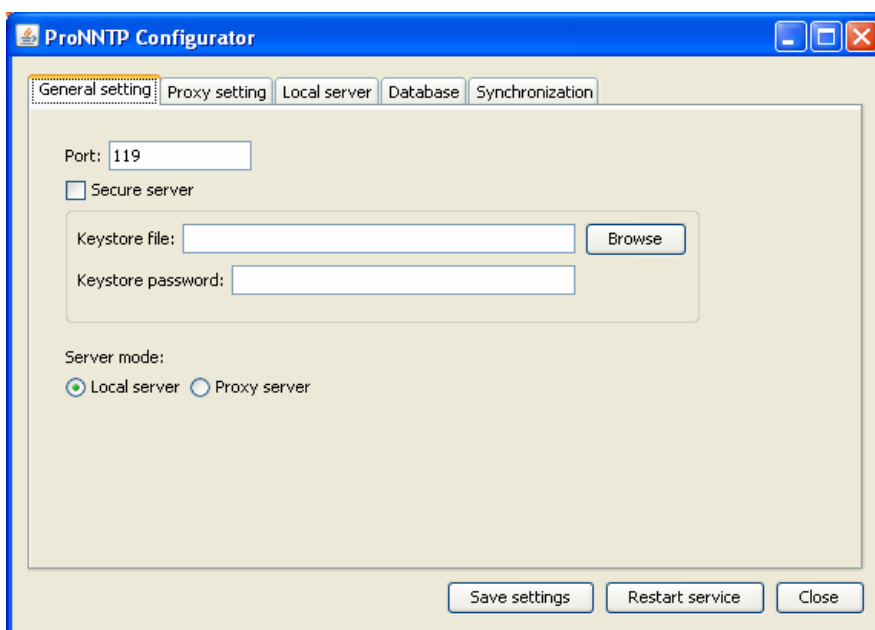 ProNNTP Configurator
General setting Proxy setting Local server Database Synchronization
Port: 119
Secure server
Keystore file: Browse
Keystore password:
Server mode:
Local server Proxy server
Save settings Restart service Close